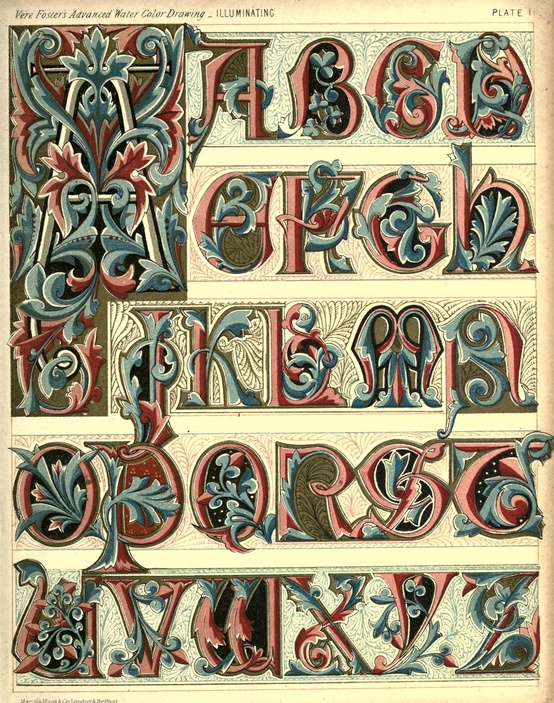 Vere Foster's Advanced Water Color Drawing _ ILLUMINATING PLATE I
A A B C D
E F G h
I K L M N
O P Q R S T
U V W X Y Z
Marcus Ward & Co. London & Belfast.